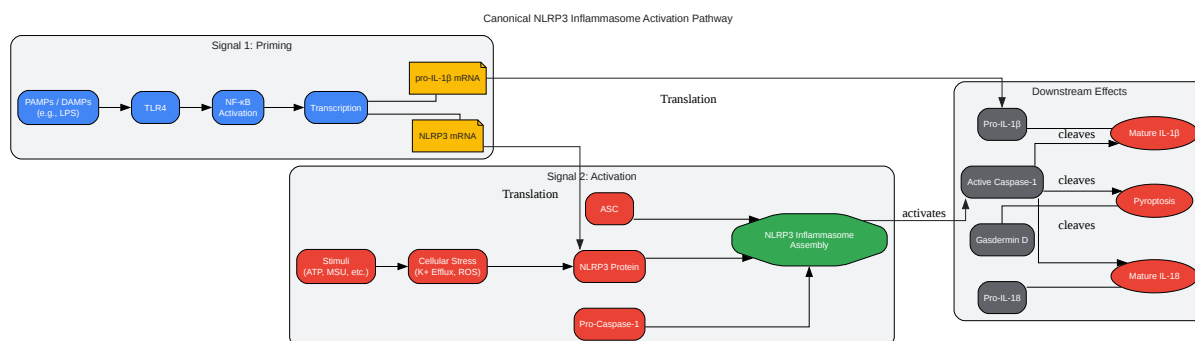 Canonical NLRP3 Inflammasome Activation Pathway
Signal 1: Priming
PAMPs / DAMPs
(e.g., LPS)
TLR4
NF-κB
Activation
Transcription
pro-IL-1β mRNA
NLRP3 mRNA
Translation
Signal 2: Activation
Translation
ASC
Stimuli
(ATP, MSU, etc.)
Cellular Stress
(K+ Efflux, ROS)
NLRP3 Protein
Pro-Caspase-1
NLRP3 Inflammasome
Assembly
activates
Downstream Effects
Pro-IL-1β
cleaves
Mature IL-1β
Active Caspase-1
cleaves
Pyroptosis
cleaves
Gasdermin D
Mature IL-18
Pro-IL-18